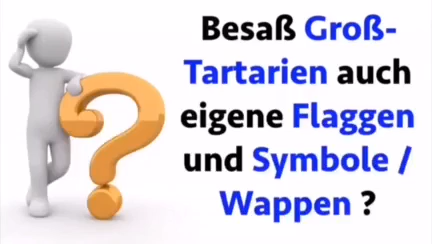 Besaß Groß-
Tartarien auch
eigene Flaggen
und Symbole /
Wappen ?